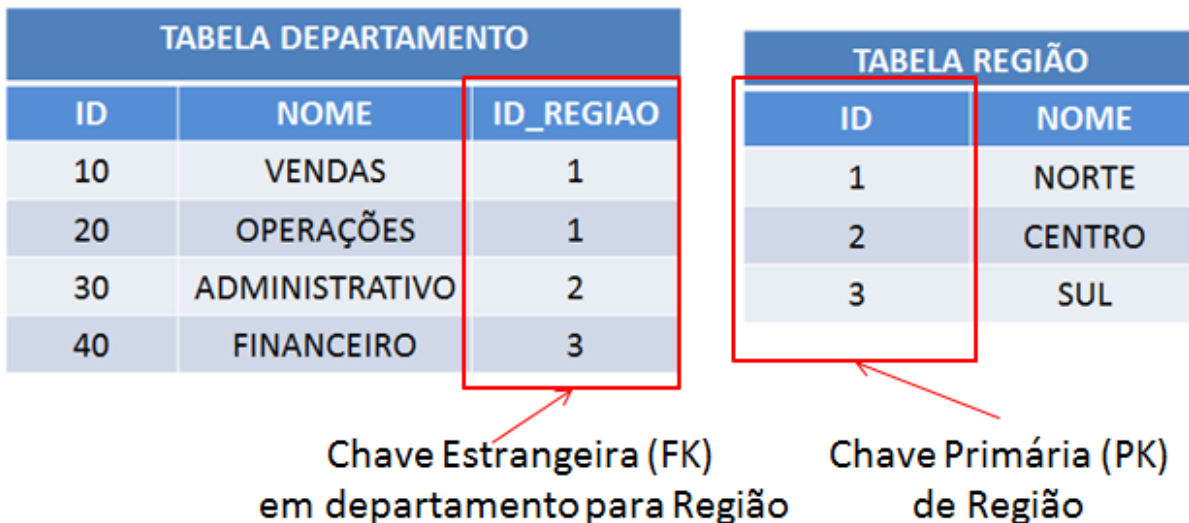 TABELA DEPARTAMENTO
ID NOME ID_REGIAO
10 VENDAS 1
20 OPERAÇÕES 1
30 ADMINISTRATIVO 2
40 FINANCEIRO 3
TABELA REGIÃO
ID NOME
1 NORTE
2 CENTRO
3 SUL
Chave Estrangeira (FK)
em departamento para Região
Chave Primária (PK)
de Região